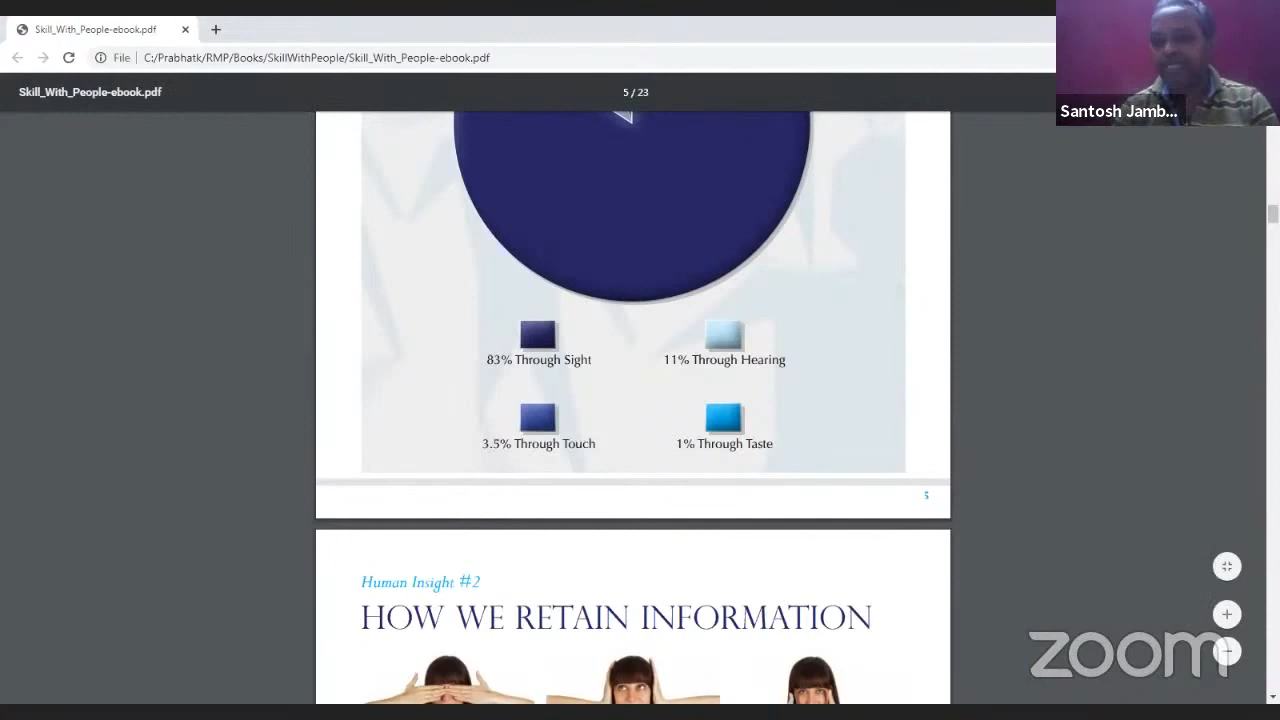 Skill_With_People-ebook.pdf
File
C:/Prabhatk/RMP/Books/SkillWithPeople/Skill_With_People-ebook.pdf
Skill_With_People-ebook.pdf
5 / 23
Santosh Jamb...
83% Through Sight
11% Through Hearing
3.5% Through Touch
1% Through Taste
5
Human Insight #2
HOW WE RETAIN INFORMATION
zoom